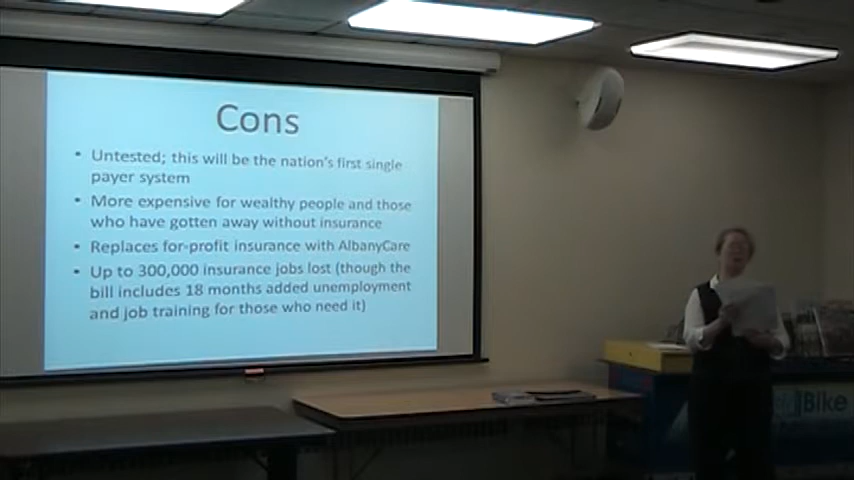 Cons
• Untested; this will be the nation's first single
payer system
• More expensive for wealthy people and those
who have gotten away without insurance
• Replaces for-profit insurance with AlbanyCare
• Up to 300,000 insurance jobs lost (though the
bill includes 18 months added unemployment
and job training for those who need it)
Bike